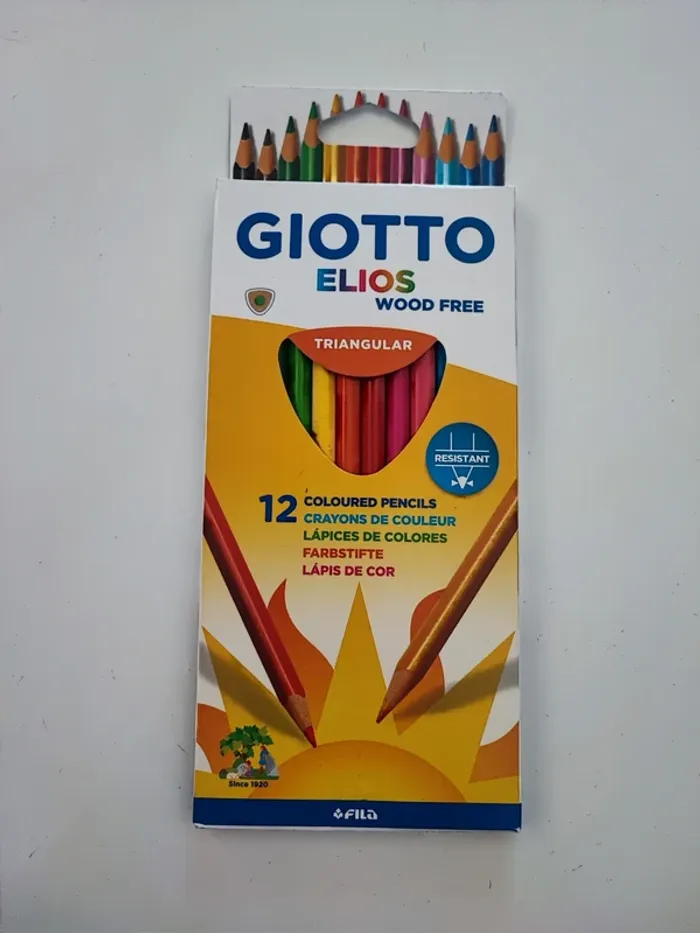 GIOTTO
ELIOS
WOOD FREE
TRIANGULAR
RESISTANT
12 COLOURED PENCILS
CRAYONS DE COULEUR
LÁPICES DE COLORES
FARBSTIFTE
LÁPIS DE COR
Since 1920
FILA